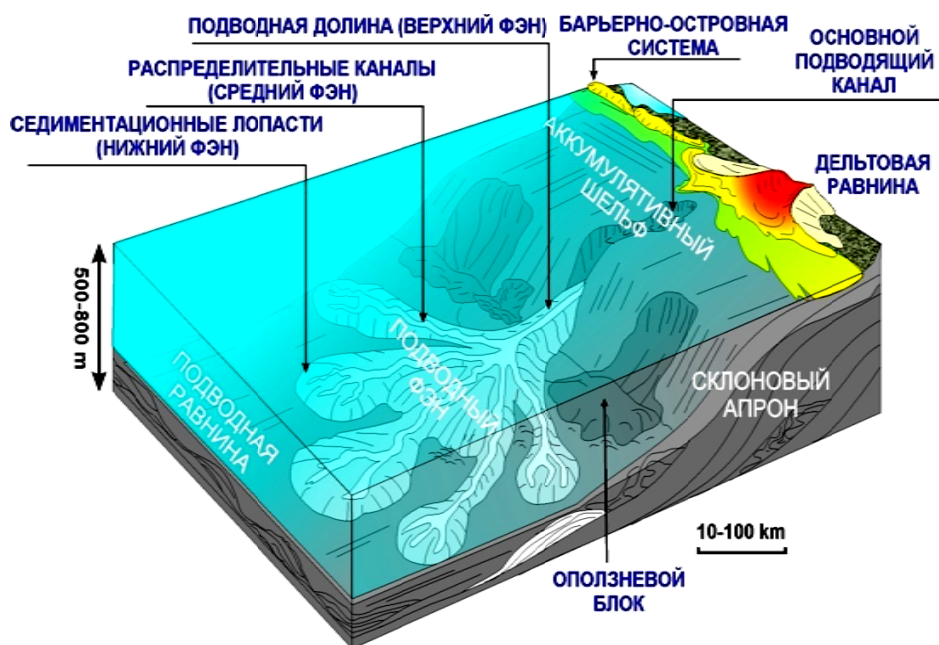 ПОДВОДНАЯ ДОЛИНА (ВЕРХНИЙ ФЭН)
БАРЬЕРНО-ОСТРОВНАЯ
СИСТЕМА
ОСНОВНОЙ
ПОДВОДЯЩИЙ
КАНАЛ
РАСПРЕДЕЛИТЕЛЬНЫЕ КАНАЛЫ
(СРЕДНИЙ ФЭН)
СЕДИМЕНТАЦИОННЫЕ ЛОПАСТИ
(НИЖНИЙ ФЭН)
АККУМУЛЯТИВНЫЙ
ШЕЛЬФ
ДЕЛЬТОВАЯ
РАВНИНА
500-800 m
ПОДВОДНАЯ
РАВНИНА
ПОДВОДНЫЙ
ФЭН
СКЛОНОВЫЙ
АПРОН
10-100 km
ОПОЛЗНЕВОЙ
БЛОК